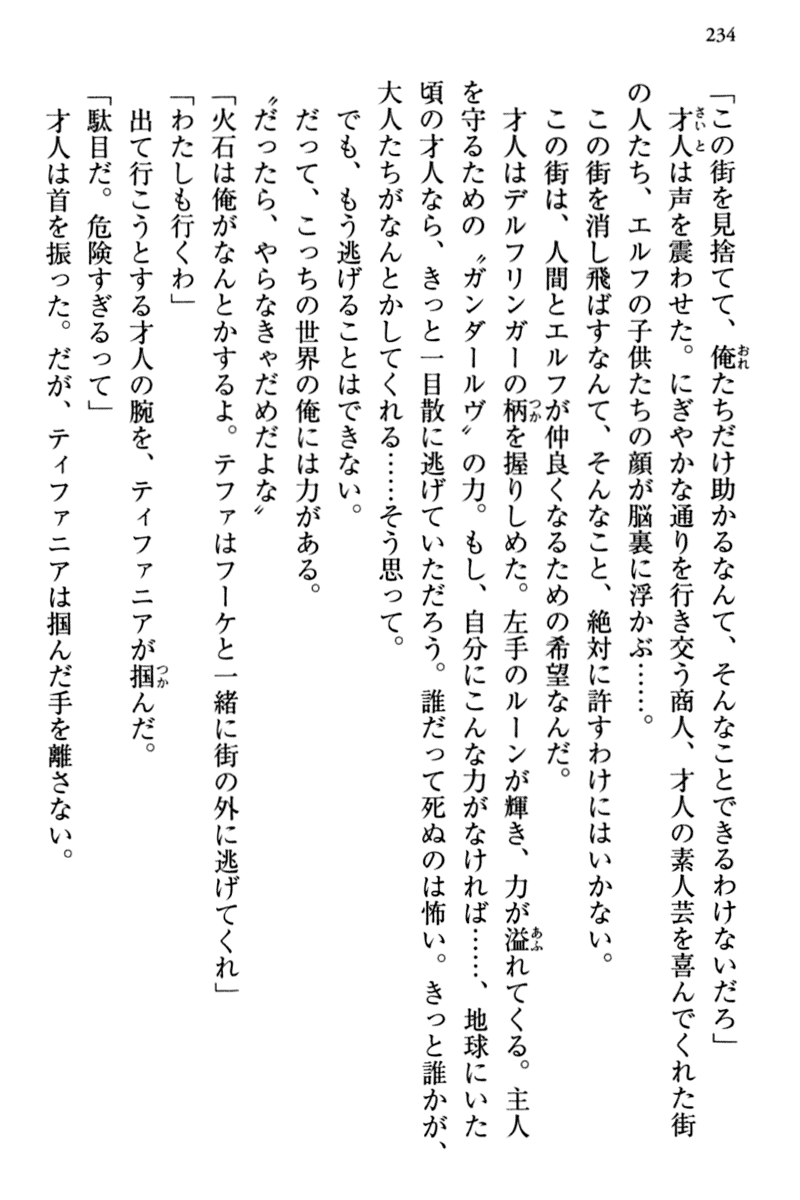 234
「この街を見捨てて、俺たちだけ助かるなんて、そんなことできるわけないだろ」
才人は声を震わせた。にぎやかな通りを行き交う商人、才人の素人芸を喜んでくれた街
の人たち、エルフの子供たちの顔が脳裏に浮かぶ……。
この街を消し飛ばすなんて、そんなこと、絶対に許すわけにはいかない。
この街は、人間とエルフが仲良くなるための希望なんだ。
才人はデルフリンガーの柄を握りしめた。左手のルーンが輝き、力が溢れてくる。主人
を守るための〝ガンダールヴ〟の力。もし、自分にこんな力がなければ……、地球にいた
頃の才人なら、きっと一目散に逃げていただろう。誰だって死ぬのは怖い。きっと誰かが、
大人たちがなんとかしてくれる……そう思って。
でも、もう逃げることはできない。
だって、こっちの世界の俺には力がある。
〝だったら、やらなきゃだめだよな〟
「火石は俺がなんとかするよ。テファはフーケと一緒に街の外に逃げてくれ」
「わたしも行くわ」
出て行こうとする才人の腕を、ティファニアが掴んだ。
「駄目だ。危険すぎるって」
才人は首を振った。だが、ティファニアは掴んだ手を離さない。